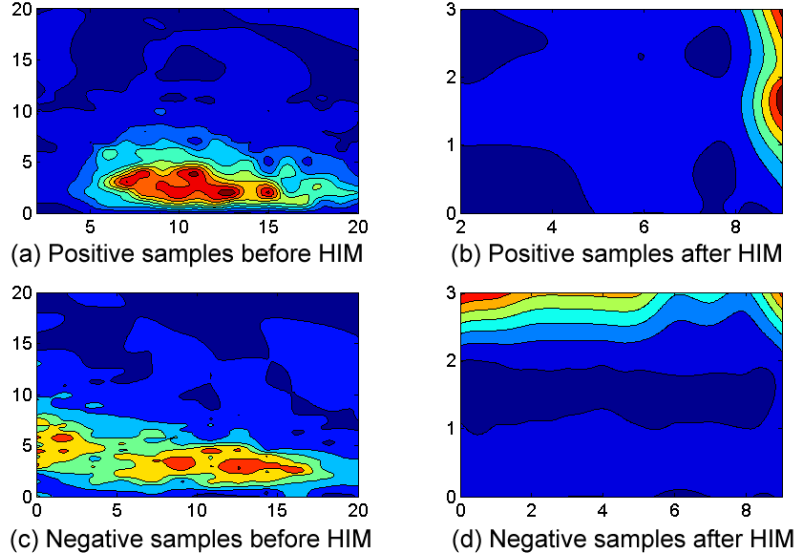 20
15
10
5
0
5 10 15 20
(a) Positive samples before HIM
3
2
1
0
2 4 6 8
(b) Positive samples after HIM
20
15
10
5
0
0 5 10 15 20
(c) Negative samples before HIM
3
2
1
0
0 2 4 6 8
(d) Negative samples after HIM